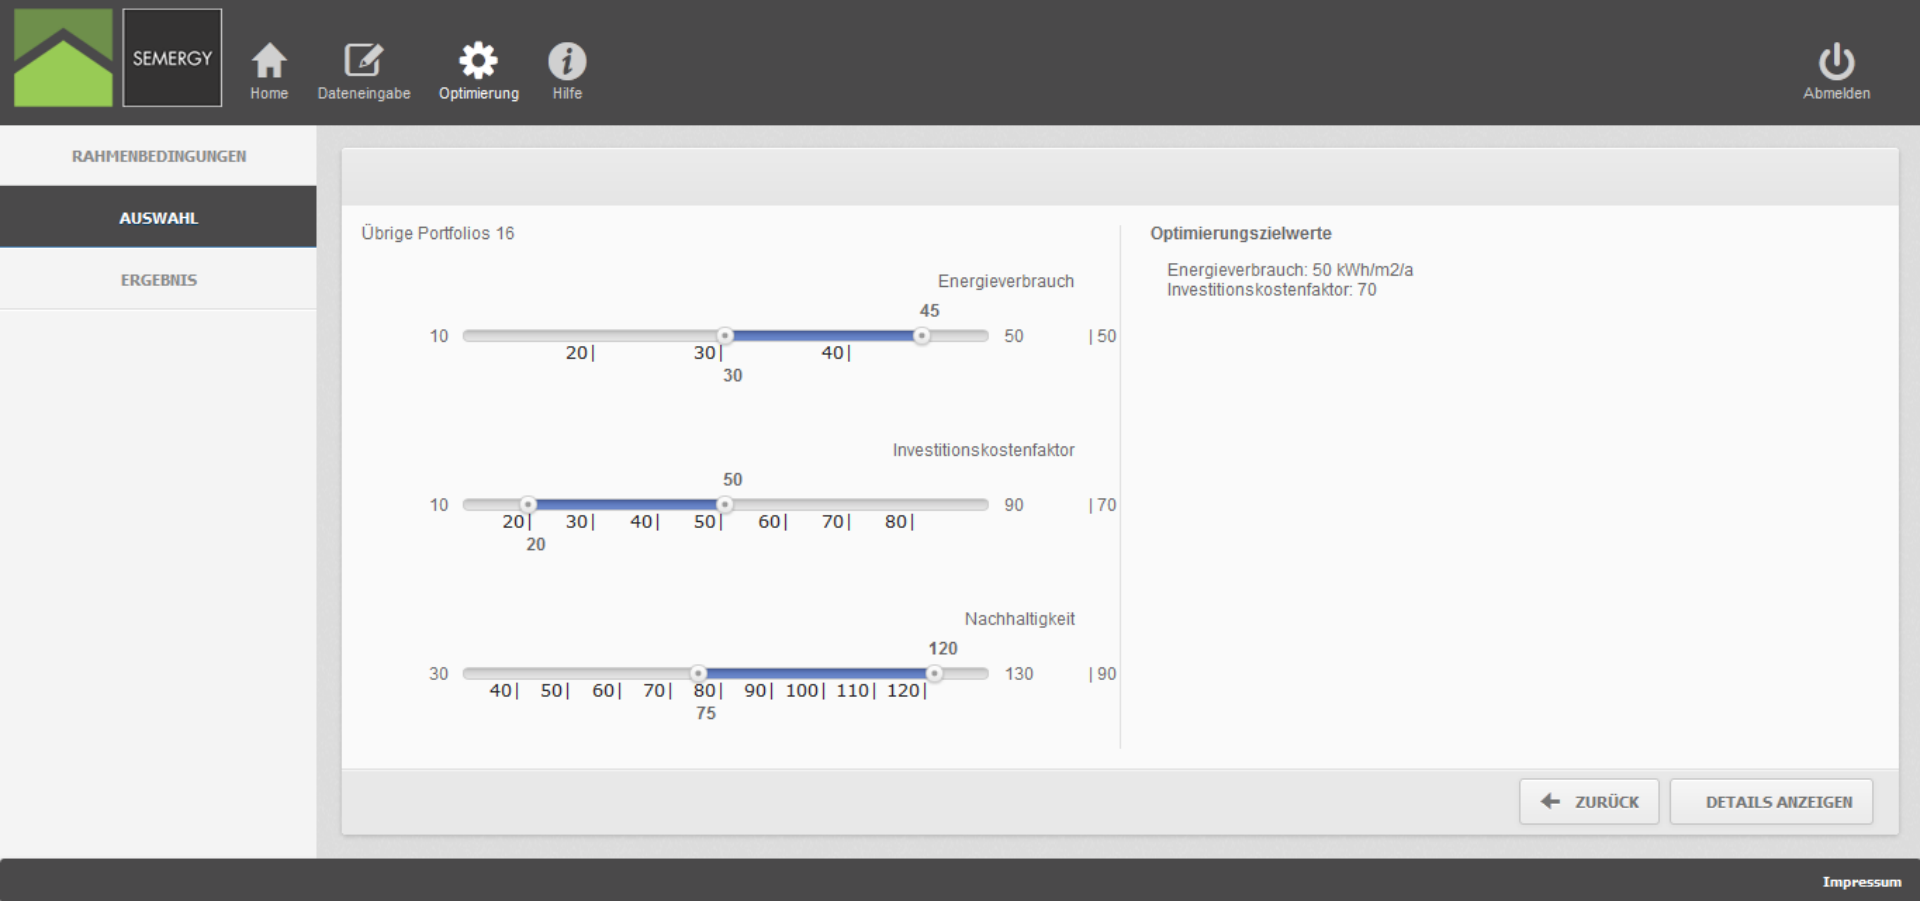 SEMERGY
Home
Dateneingabe
Optimierung
Hilfe
Abmelden
RAHMENBEDINGUNGEN
AUSWAHL
ERGEBNIS
Übrige Portfolios 16
Energieverbrauch
45
10 50 | 50
20| 30| 40|
30
Investitionskostenfaktor
50
10 90 | 70
20| 30| 40| 50| 60| 70| 80|
20
Nachhaltigkeit
120
30 130 | 90
40| 50| 60| 70| 80| 90| 100| 110| 120|
75
Optimierungszielwerte
Energieverbrauch: 50 kWh/m2/a
Investitionskostenfaktor: 70
ZURÜCK
DETAILS ANZEIGEN
Impressum